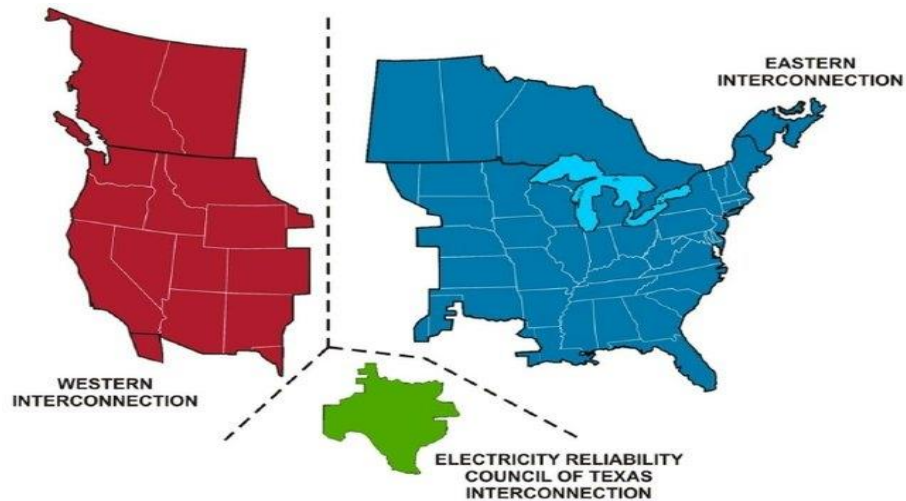 EASTERN
INTERCONNECTION
WESTERN
INTERCONNECTION
ELECTRICITY RELIABILITY
COUNCIL OF TEXAS
INTERCONNECTION